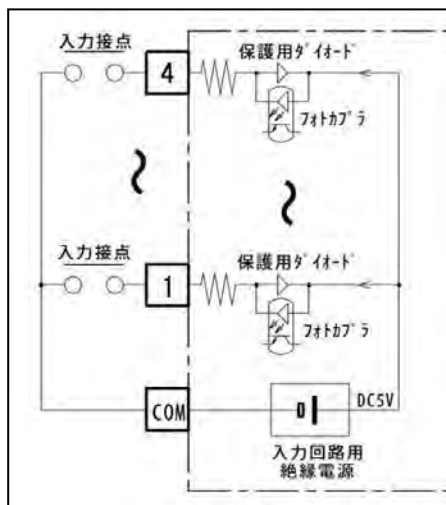 入力接点
4
保護用ダイオード
フォトカプラ
入力接点
1
保護用ダイオード
フォトカプラ
COM
DC5V
入力回路用
絶縁電源